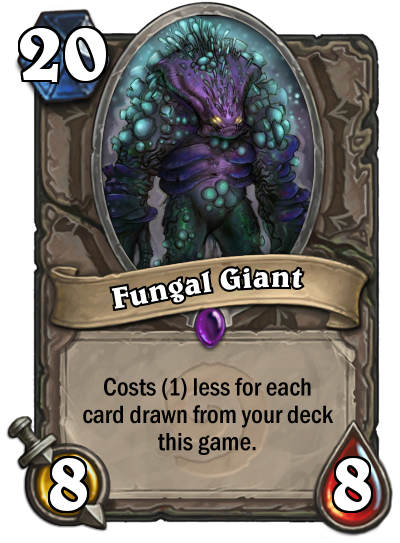 20
Fungal Giant
Costs (1) less for each
card drawn from your deck
this game.
8
8